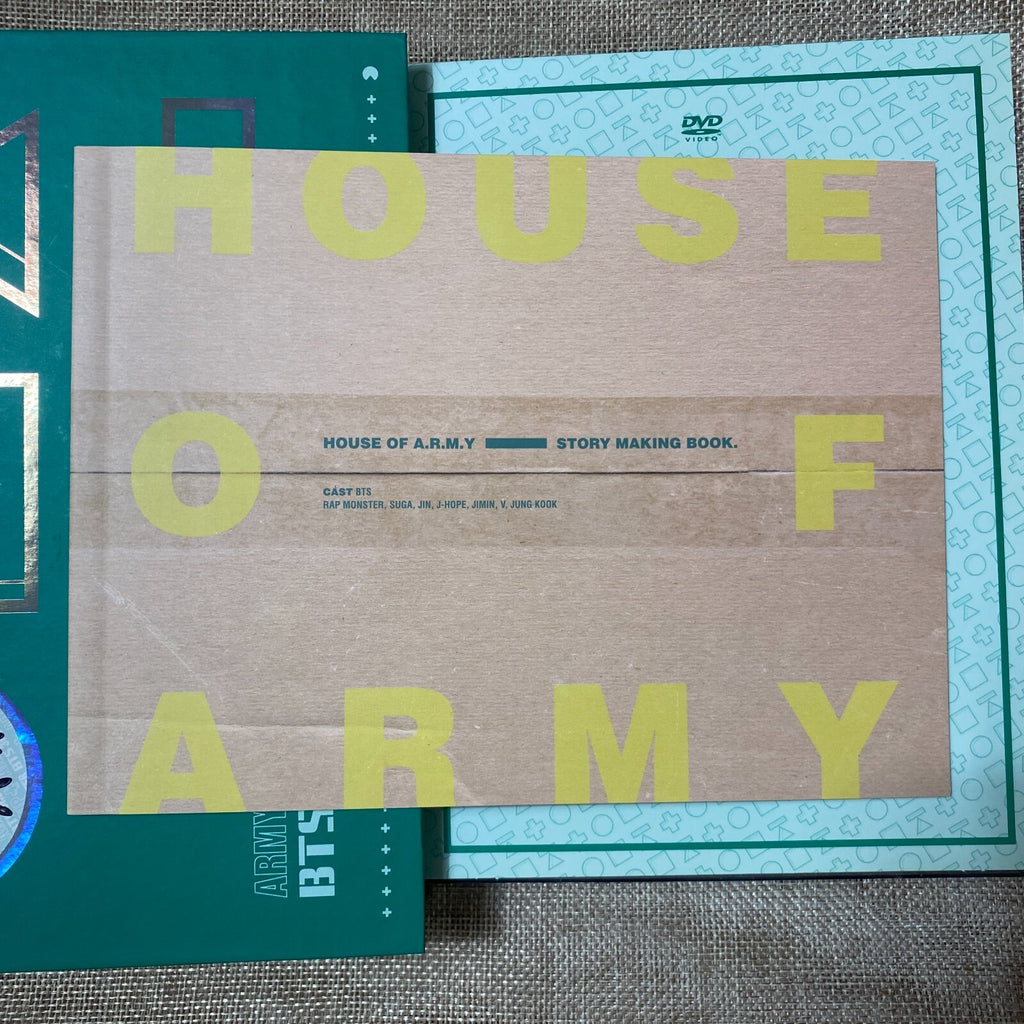 DVD
VIDEO
HOUSE
OF
HOUSE OF A.R.M.Y STORY MAKING BOOK.
CAST BTS
RAP MONSTER, SUGA, JIN, J-HOPE, JIMIN, V, JUNG KOOK
ARMY
ARMY
BTS